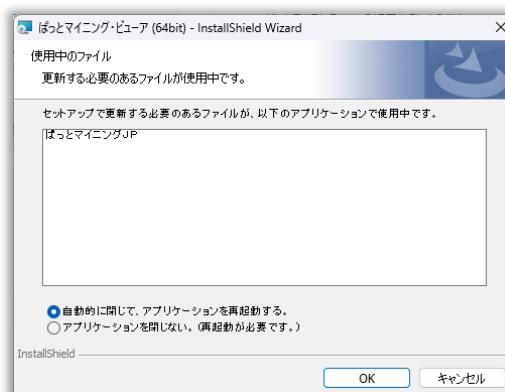 ぱっとマイニング・ビューア (64bit) - InstallShield Wizard
使用中のファイル
更新する必要のあるファイルが使用中です。
セットアップで更新する必要のあるファイルが、以下のアプリケーションで使用中です。
ぱっとマイニングJP
自動的に閉じて、アプリケーションを再起動する。
アプリケーションを閉じない。(再起動が必要です。)
InstallShield
OK
キャンセル